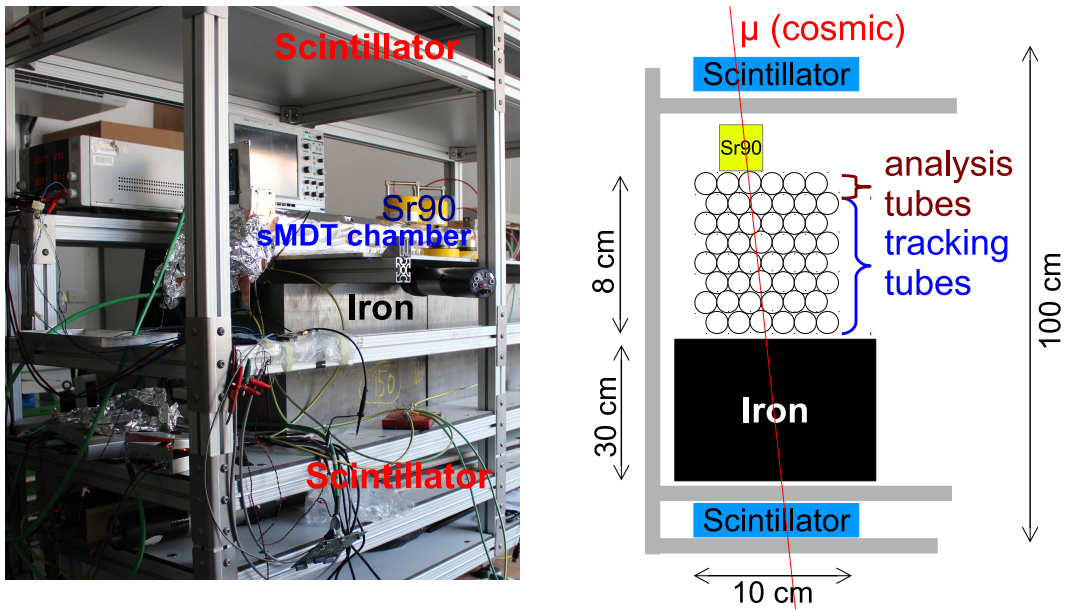 Scintillator
Sr90
sMDT chamber
Iron
150
Scintillator
μ (cosmic)
Scintillator
Sr90
analysis
tubes
tracking
tubes
8 cm
30 cm
100 cm
Iron
Scintillator
10 cm